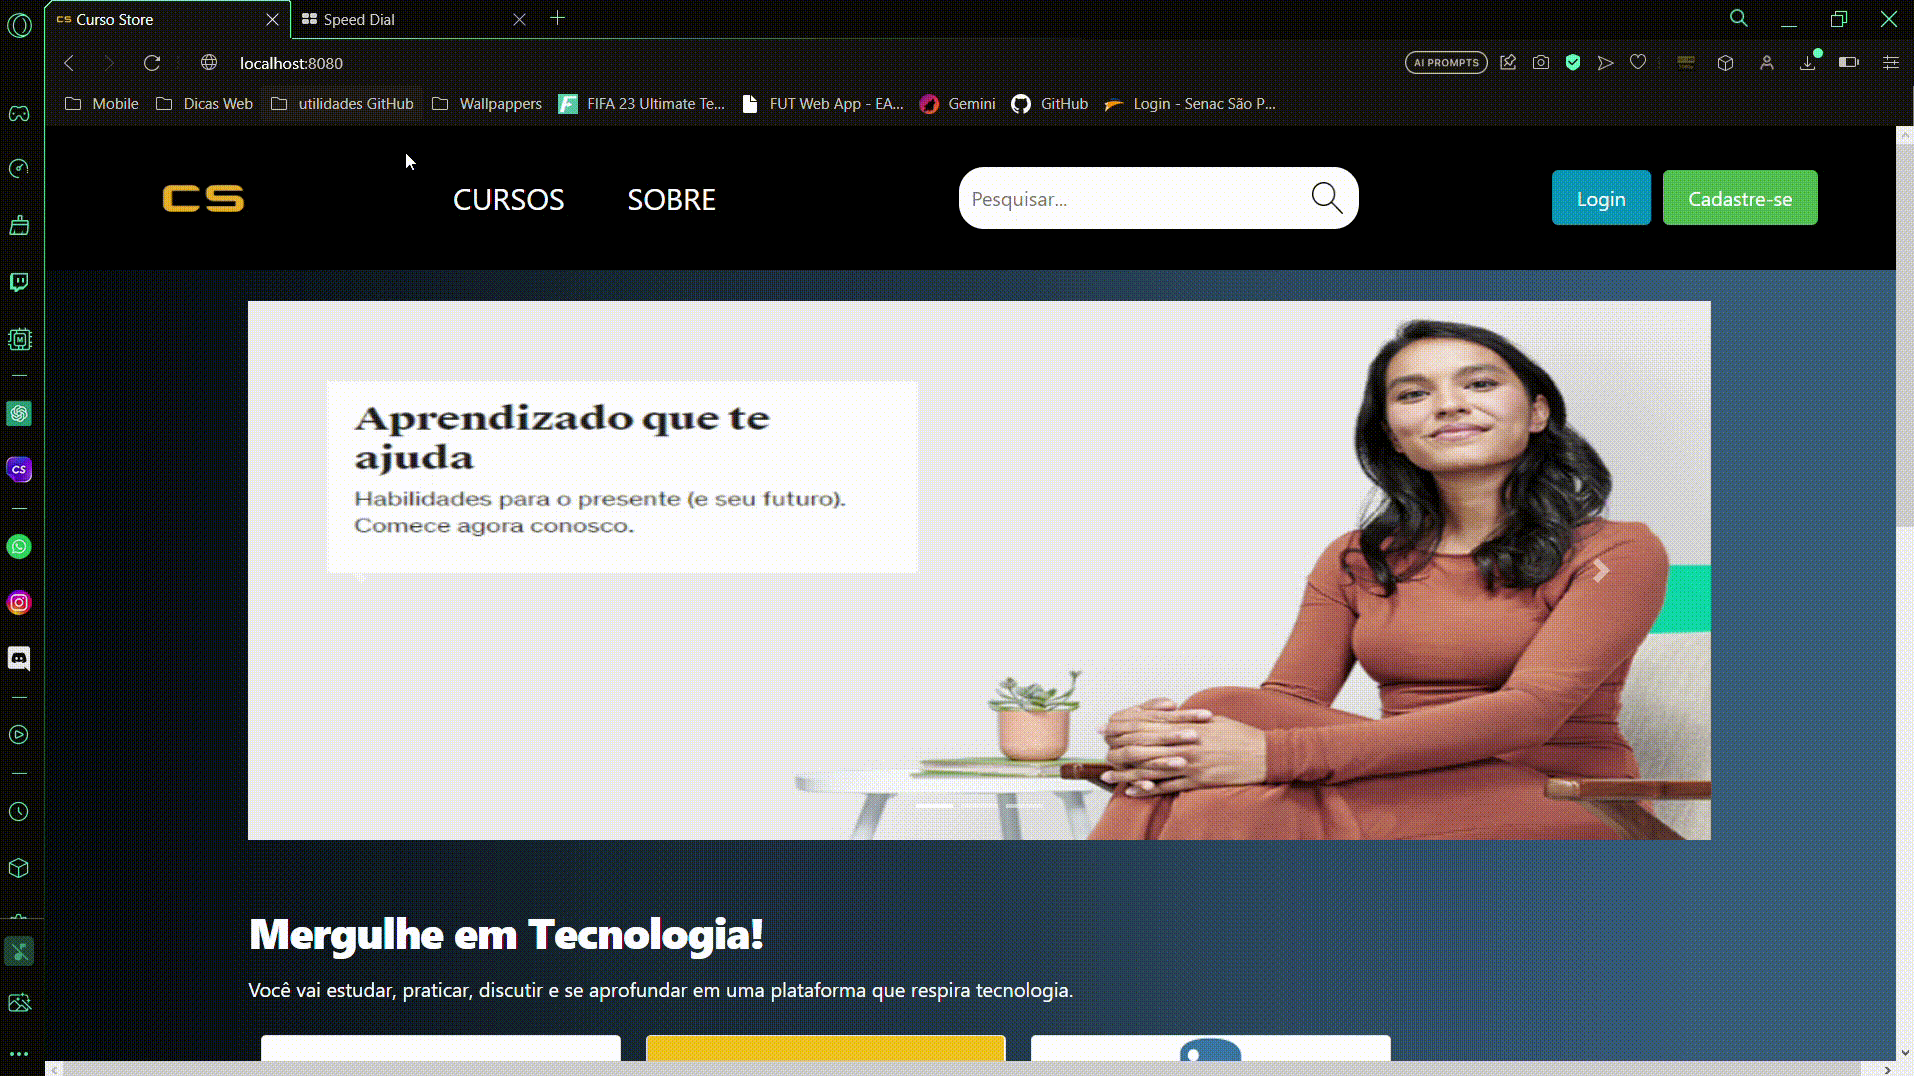 CS Curso Store
Speed Dial
localhost:8080
AI PROMPTS
Mobile
Dicas Web
utilidades GitHub
Wallpappers
FIFA 23 Ultimate Te...
FUT Web App - EA...
Gemini
GitHub
Login - Senac São P...
CS
CURSOS
SOBRE
Pesquisar...
Login
Cadastre-se
M
CS
Aprendizado que te
ajuda
Habilidades para o presente (e seu futuro).
Comece agora conosco.
Mergulhe em Tecnologia!
Você vai estudar, praticar, discutir e se aprofundar em uma plataforma que respira tecnologia.